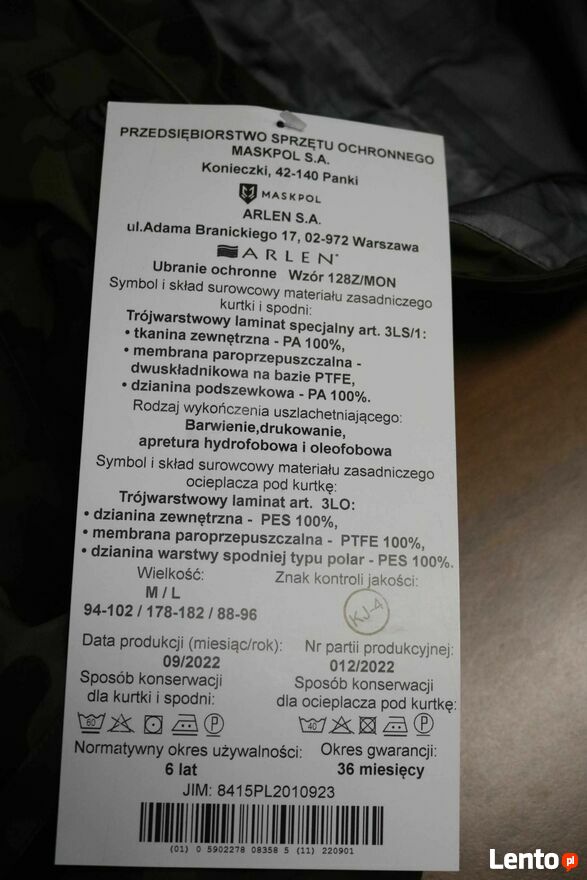 PRZEDSIĘBIORSTWO SPRZĘTU OCHRONNEGO
MASKPOL S.A.
Konieczki, 42-140 Panki
MASKPOL
ARLEN S.A.
ul.Adama Branickiego 17, 02-972 Warszawa
ARLEN®
Ubranie ochronne Wzór 128Z/MON
Symbol i skład surowcowy materiału zasadniczego
kurtki i spodni:
Trójwarstwowy laminat specjalny art. 3LS/1:
• tkanina zewnętrzna - PA 100%,
• membrana paroprzepuszczalna -
dwuskładnikowa na bazie PTFE,
• dzianina podszewkowa - PA 100%.
Rodzaj wykończenia uszlachetniającego:
Barwienie,drukowanie,
apretura hydrofobowa i oleofobowa
Symbol i skład surowcowy materiału zasadniczego
ocieplacza pod kurtkę:
Trójwarstwowy laminat art. 3LO:
• dzianina zewnętrzna - PES 100%,
• membrana paroprzepuszczalna - PTFE 100%,
• dzianina warstwy spodniej typu polar - PES 100%.
Wielkość: Znak kontroli jakości:
M / L
94-102 / 178-182 / 88-96 KJ-4
Data produkcji (miesiąc/rok): Nr partii produkcyjnej:
09/2022 012/2022
Sposób konserwacji Sposób konserwacji
dla kurtki i spodni: dla ocieplacza pod kurtkę:
60 P 40 P
Normatywny okres używalności: Okres gwarancji:
6 lat 36 miesięcy
JIM: 8415PL2010923
(01) 0 5902278 08358 5 (11) 220901
Lento.pl